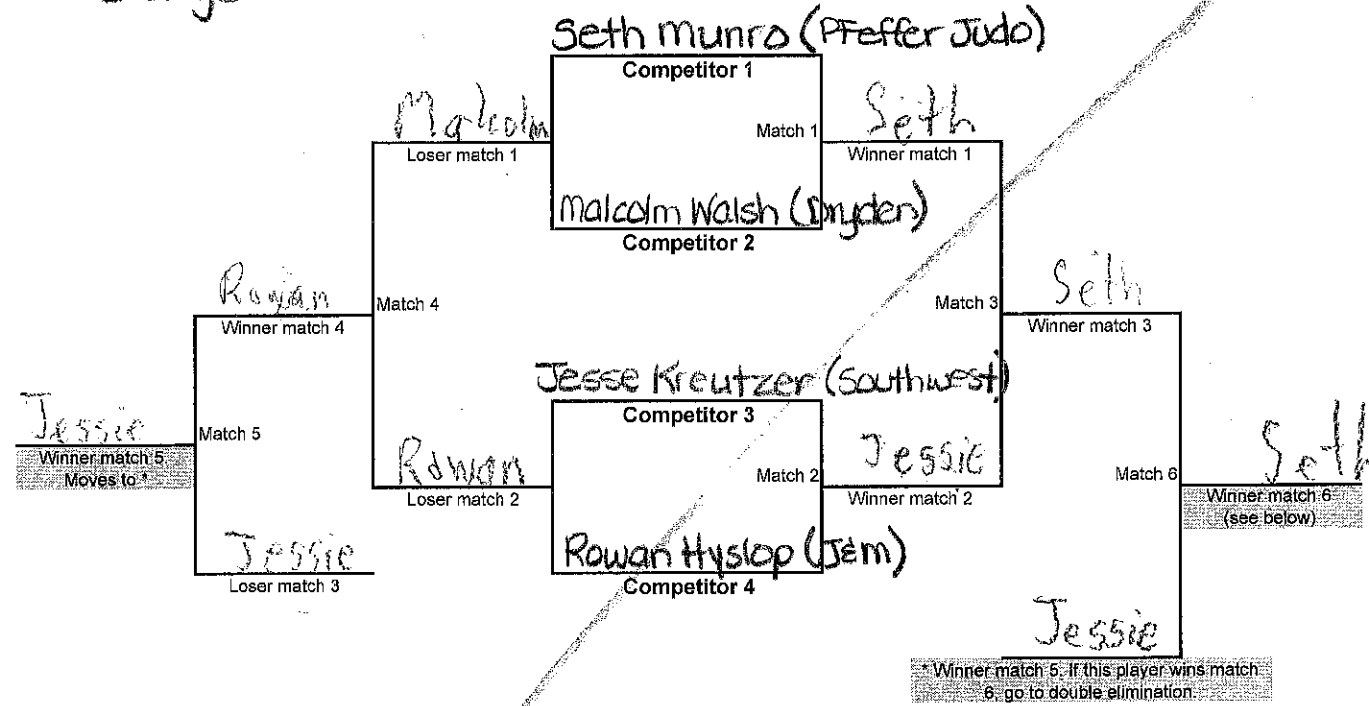 Seth Munro (Pfeffer Judo)
Competitor 1
Malcolm
Loser match 1
Match 1
Seth
Winner match 1
Malcolm Walsh (Dryden)
Competitor 2
Rowan
Winner match 4
Match 4
Match 3
Seth
Winner match 3
Jesse Kreutzer (Southwest)
Competitor 3
Jessie
Winner match 5
Moves to *
Match 5
Rowan
Loser match 2
Match 2
Jessie
Winner match 2
Match 6
Seth
Winner match 6
(see below)
Jessie
Loser match 3
Rowan Hyslop (J&M)
Competitor 4
Jessie
* Winner match 5. If this player wins match
6, go to double elimination.